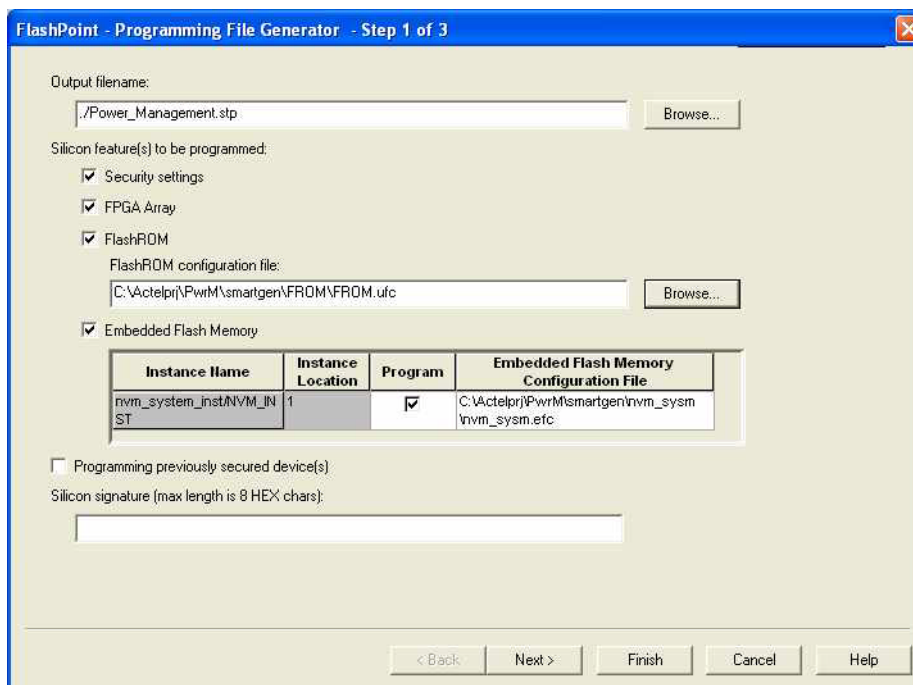 FlashPoint - Programming File Generator - Step 1 of 3
Output filename:
./Power_Management.stp
Browse...
Silicon feature(s) to be programmed:
Security settings
FPGA Array
FlashROM
FlashROM configuration file:
C:\Actelprj\PwrM\smartgen\FROM\FROM.ufc
Browse...
Embedded Flash Memory
Instance Name
Instance Location
Program
Embedded Flash Memory Configuration File
nvm_system_inst/NVM_IN
ST
1
C:\Actelprj\PwrM\smartgen\nvm_sysm
\nvm_sysm.efc
Programming previously secured device(s)
Silicon signature (max length is 8 HEX chars):
< Back
Next >
Finish
Cancel
Help